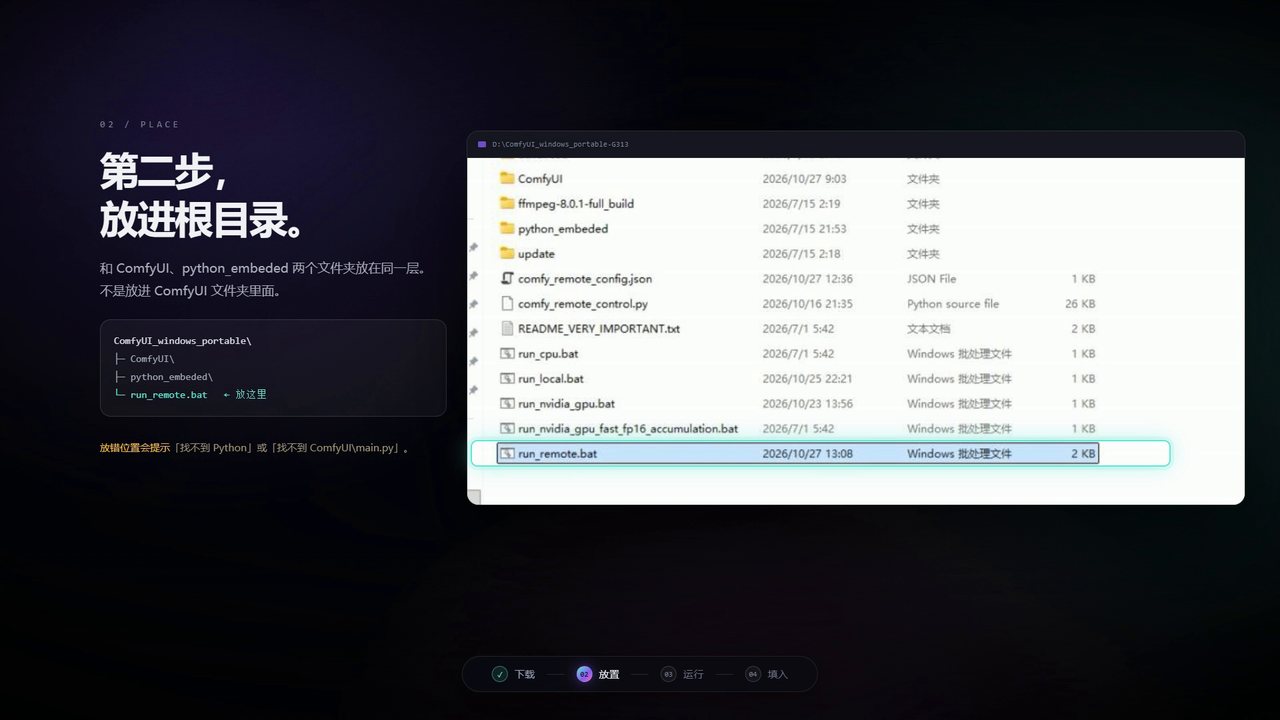 02 / PLACE
第二步，
放进根目录。
和 ComfyUI、python_embeded 两个文件夹放在同一层。
不是放进 ComfyUI 文件夹里面。
ComfyUI_windows_portable\
├─ ComfyUI\
├─ python_embeded\
└─ run_remote.bat ← 放这里
放错位置会提示「找不到 Python」或「找不到 ComfyUI\main.py」。
D:\ComfyUI_windows_portable-G313
ComfyUI 2026/10/27 9:03 文件夹
ffmpeg-8.0.1-full_build 2026/7/15 2:19 文件夹
python_embeded 2026/7/15 21:53 文件夹
update 2026/7/15 2:18 文件夹
comfy_remote_config.json 2026/10/27 12:36 JSON File 1 KB
comfy_remote_control.py 2026/10/16 21:35 Python source file 26 KB
README_VERY_IMPORTANT.txt 2026/7/1 5:42 文本文档 2 KB
run_cpu.bat 2026/7/1 5:42 Windows 批处理文件 1 KB
run_local.bat 2026/10/25 22:21 Windows 批处理文件 1 KB
run_nvidia_gpu.bat 2026/10/23 13:56 Windows 批处理文件 1 KB
run_nvidia_gpu_fast_fp16_accumulation.bat 2026/7/1 5:42 Windows 批处理文件 1 KB
run_remote.bat 2026/10/27 13:08 Windows 批处理文件 2 KB
✓ 下载 02 放置 03 运行 04 填入